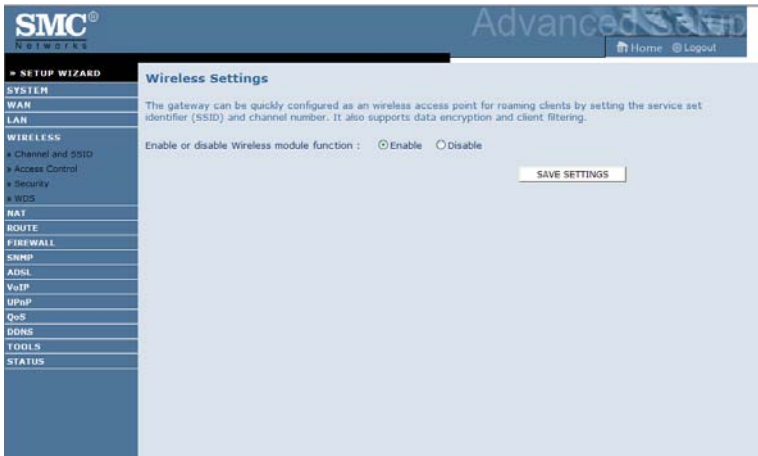 SMC®
Networks
Advanced Setup
Home Logout
» SETUP WIZARD
SYSTEM
WAN
LAN
WIRELESS
» Channel and SSID
» Access Control
» Security
» WDS
NAT
ROUTE
FIREWALL
SNMP
ADSL
VoIP
UPnP
QoS
DDNS
TOOLS
STATUS
Wireless Settings
The gateway can be quickly configured as an wireless access point for roaming clients by setting the service set
identifier (SSID) and channel number. It also supports data encryption and client filtering.
Enable or disable Wireless module function : Enable Disable
SAVE SETTINGS